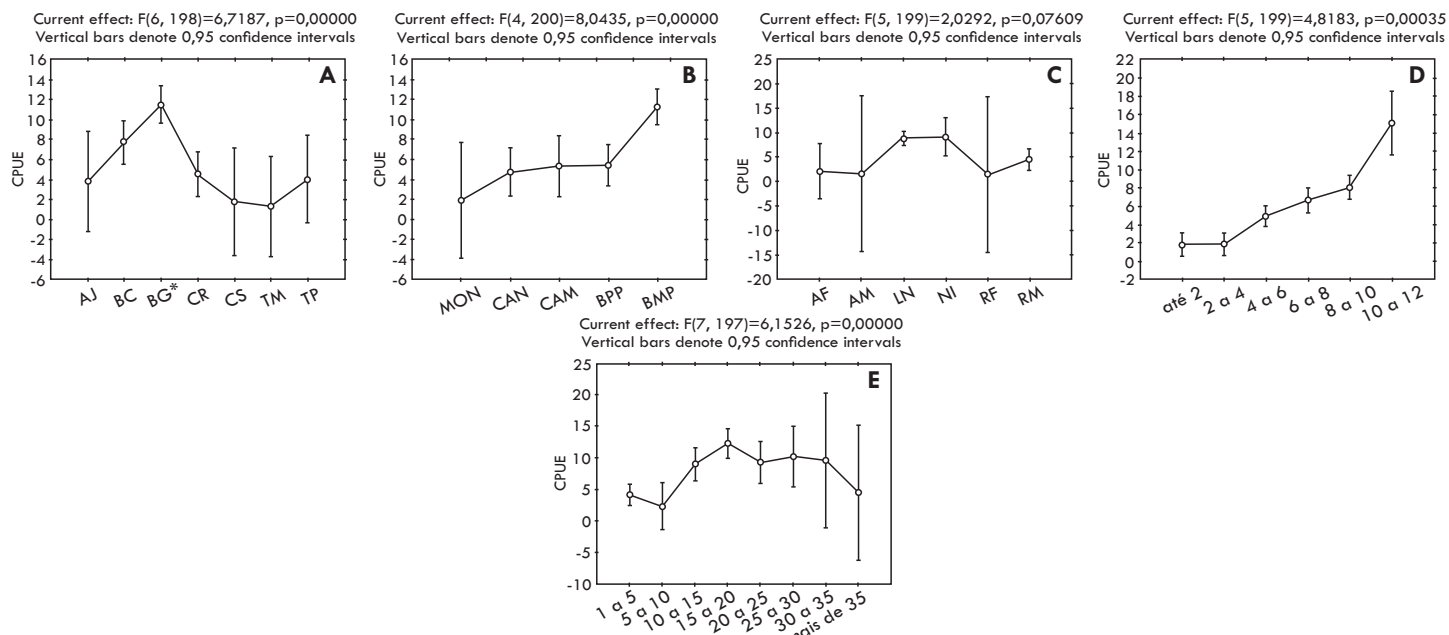 Current effect: F(6, 198)=6,7187, p=0,00000
Vertical bars denote 0,95 confidence intervals
A
CPUE
16
14
12
10
8
6
4
2
0
-2
-4
-6
AJ
BC
BG*
CR
CS
TM
TP
Current effect: F(4, 200)=8,0435, p=0,00000
Vertical bars denote 0,95 confidence intervals
B
CPUE
16
14
12
10
8
6
4
2
0
-2
-4
-6
MON
CAN
CAM
BPP
BMP
Current effect: F(5, 199)=2,0292, p=0,07609
Vertical bars denote 0,95 confidence intervals
C
CPUE
25
20
15
10
5
0
-5
-10
-15
-20
AF
AM
LN
NI
RF
RM
Current effect: F(5, 199)=4,8183, p=0,00035
Vertical bars denote 0,95 confidence intervals
D
CPUE
22
20
18
16
14
12
10
8
6
4
2
0
-2
até 2
2 a 4
4 a 6
6 a 8
8 a 10
10 a 12
Current effect: F(7, 197)=6,1526, p=0,00000
Vertical bars denote 0,95 confidence intervals
E
CPUE
25
20
15
10
5
0
-5
-10
1 a 5
5 a 10
10 a 15
15 a 20
20 a 25
25 a 30
30 a 35
de 35